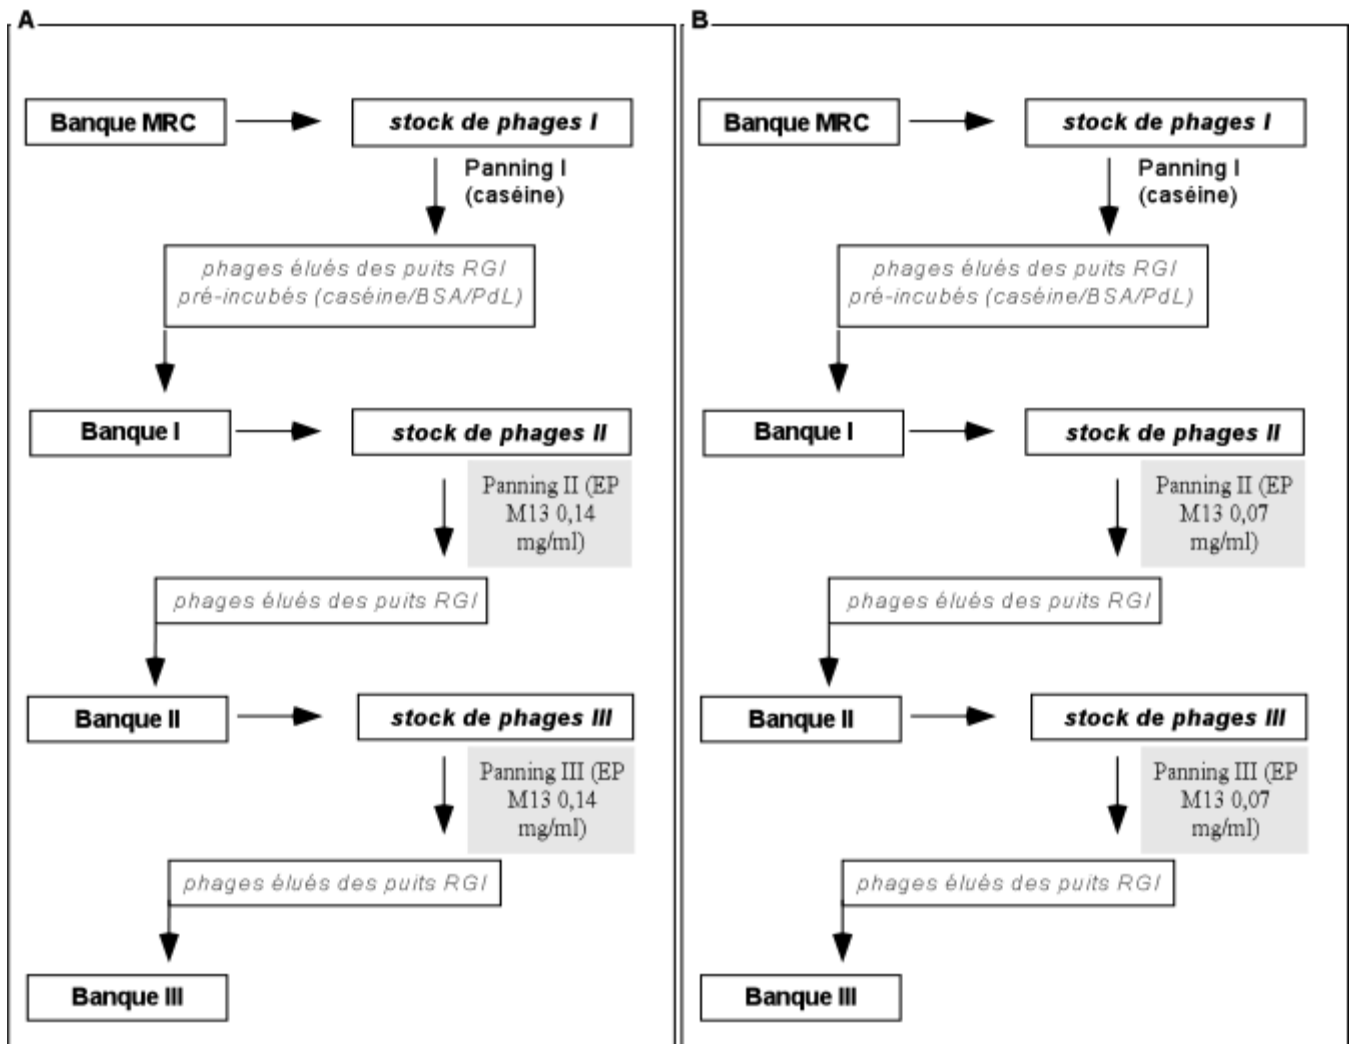 A
Banque MRC
stock de phages I
Panning I
(caséine)
phages élués des puits RGI
pré-incubés (caséine/BSA/PdL)
Banque I
stock de phages II
Panning II (EP
M13 0,14
mg/ml)
phages élués des puits RGI
Banque II
stock de phages III
Panning III (EP
M13 0,14
mg/ml)
phages élués des puits RGI
Banque III
B
Banque MRC
stock de phages I
Panning I
(caséine)
phages élués des puits RGI
pré-incubés (caséine/BSA/PdL)
Banque I
stock de phages II
Panning II (EP
M13 0,07
mg/ml)
phages élués des puits RGI
Banque II
stock de phages III
Panning III (EP
M13 0,07
mg/ml)
phages élués des puits RGI
Banque III